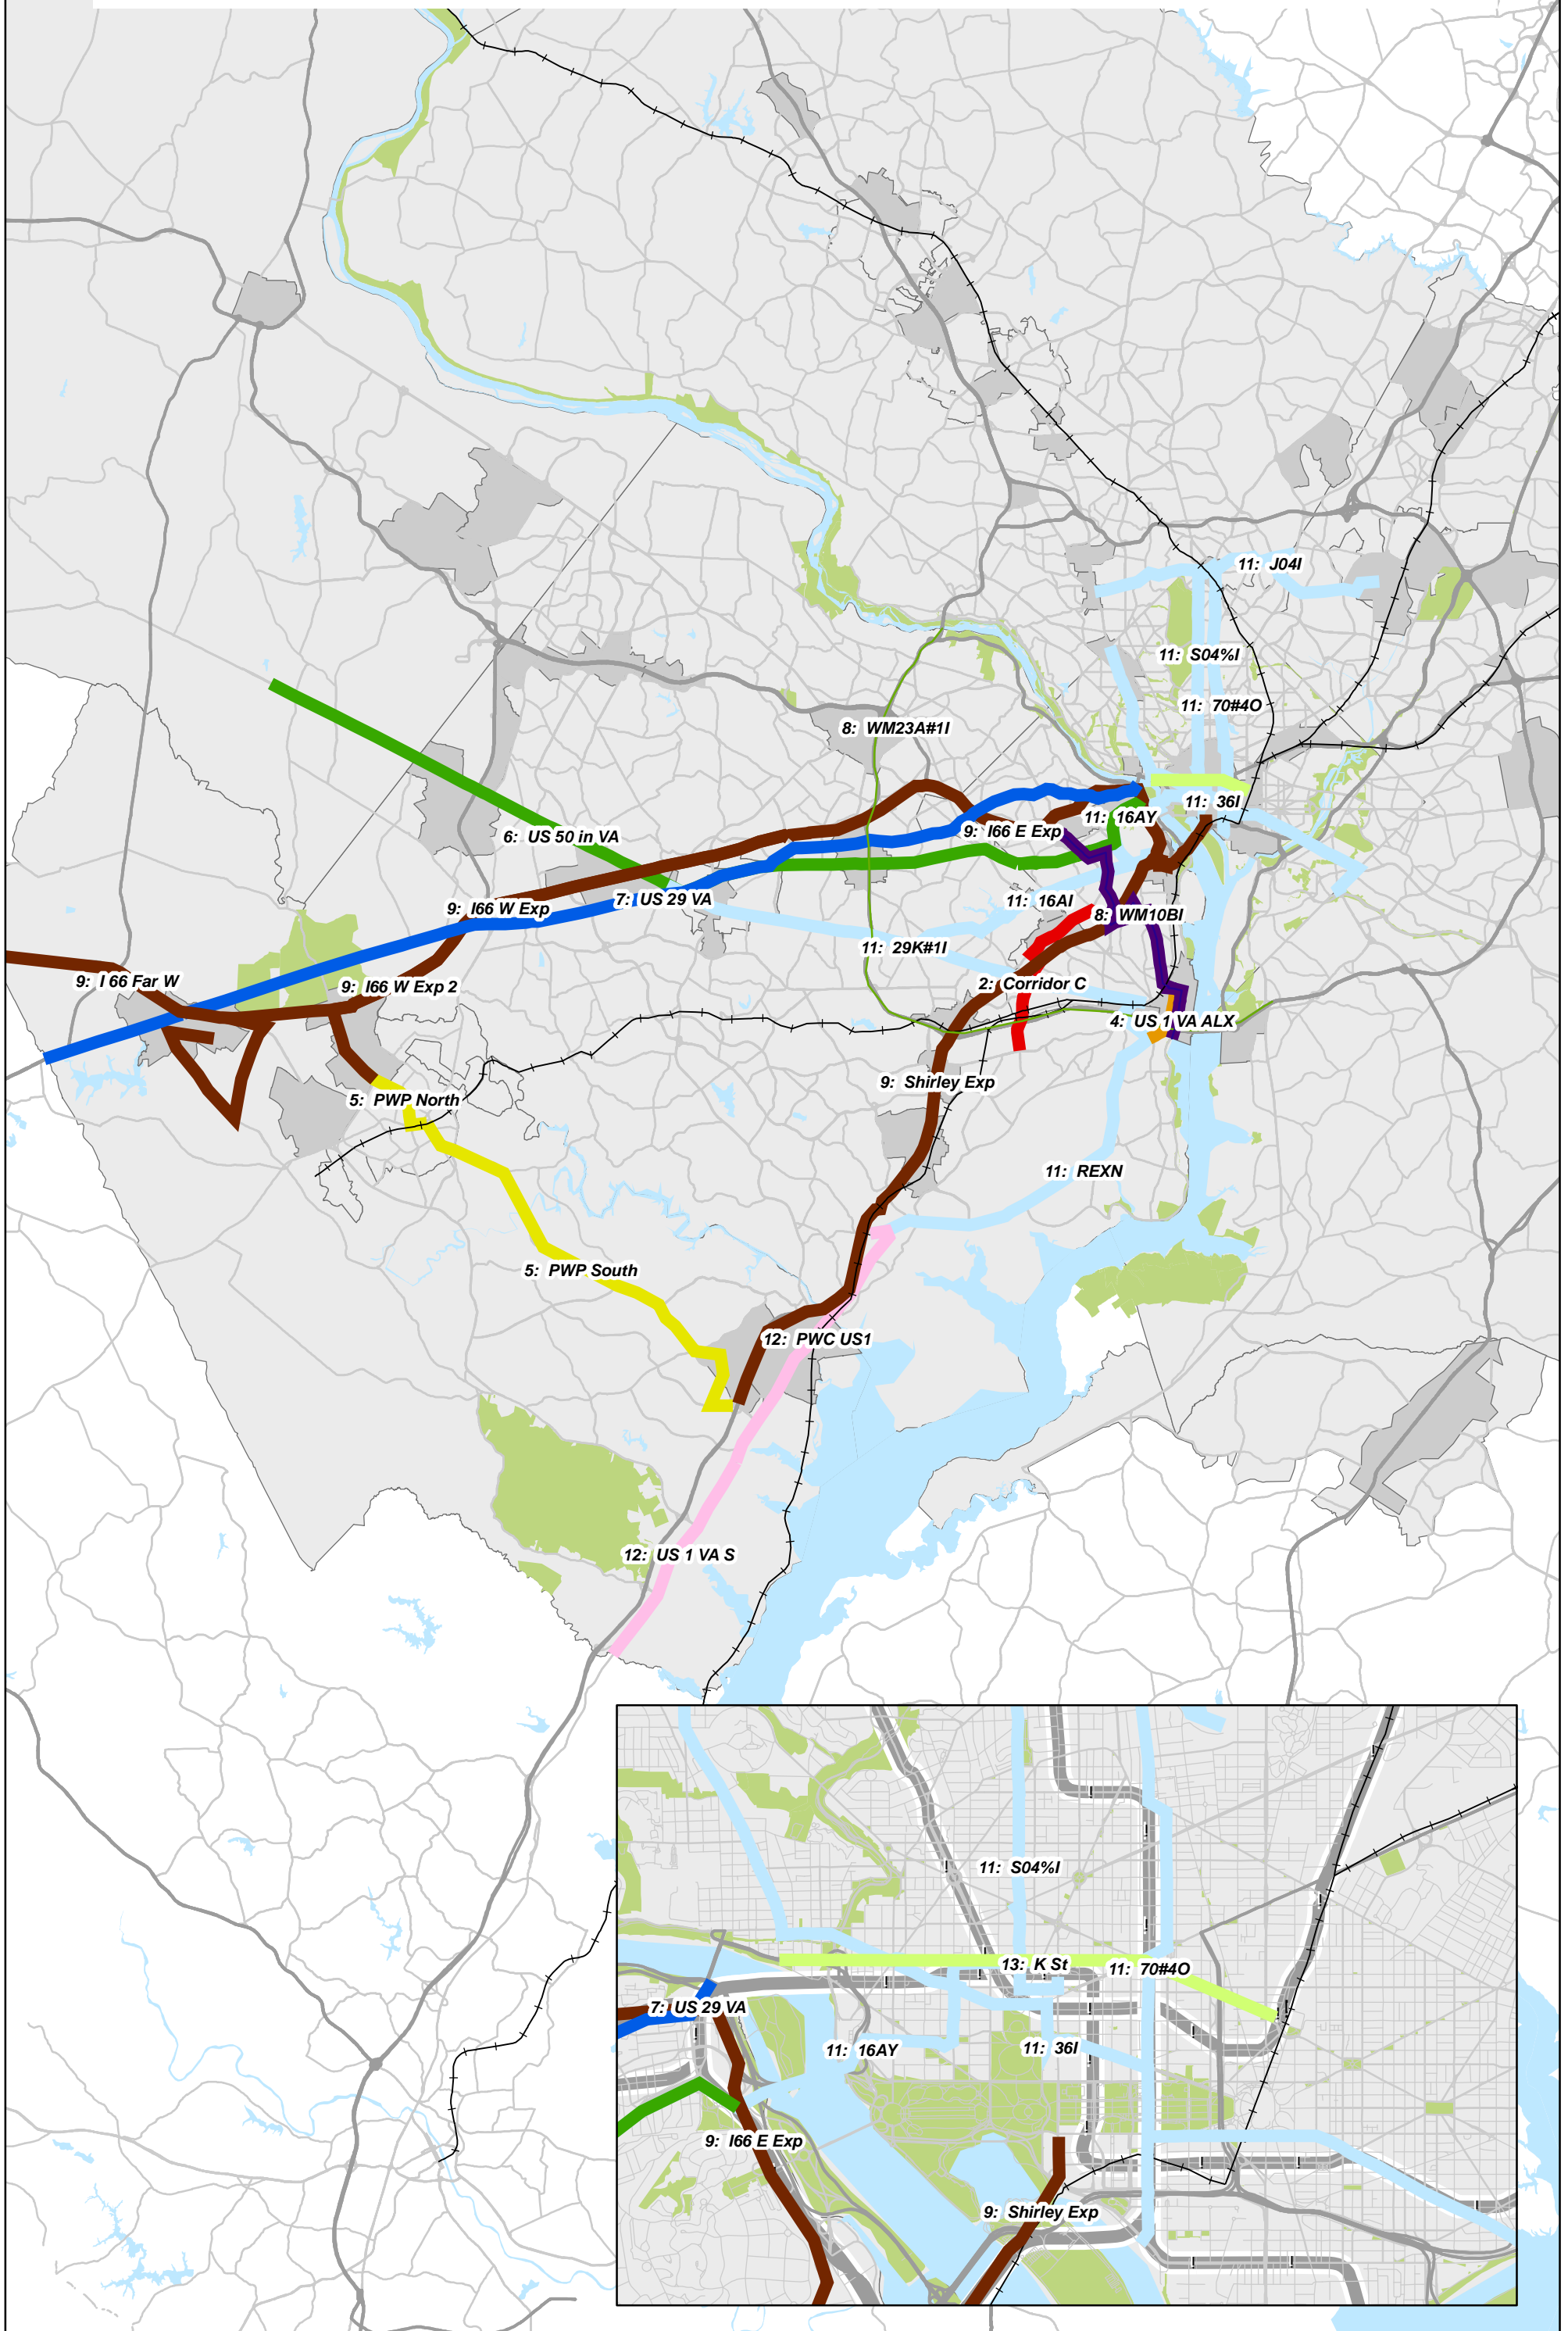 11: J04I
11: S04%I
11: 70#4O
8: WM23A#1I
11: 36I
11: 16AY
9: I66 E Exp
6: US 50 in VA
7: US 29 VA
11: 16AI
9: I66 W Exp
8: WM10BI
11: 29K#1I
9: I 66 Far W
9: I66 W Exp 2
2: Corridor C
4: US 1 VA ALX
9: Shirley Exp
5: PWP North
11: REXN
5: PWP South
12: PWC US1
12: US 1 VA S
11: S04%I
13: K St
11: 70#4O
7: US 29 VA
11: 16AY
11: 36I
9: I66 E Exp
9: Shirley Exp